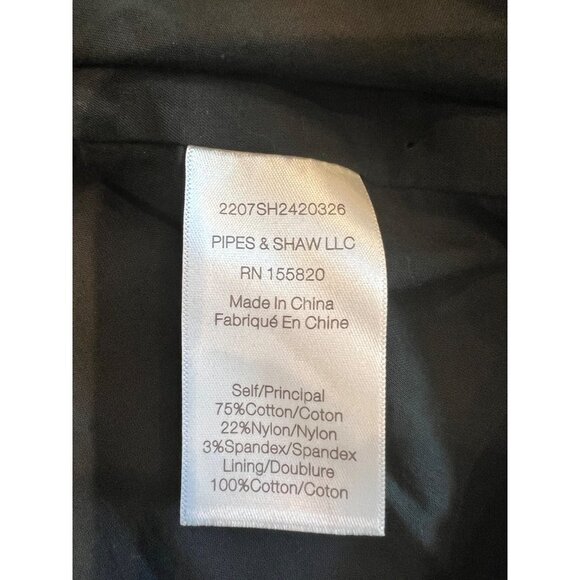 2207SH2420326
PIPES & SHAW LLC
RN 155820
Made In China
Fabriqué En Chine
Self/Principal
75%Cotton/Coton
22%Nylon/Nylon
3%Spandex/Spandex
Lining/Doublure
100%Cotton/Coton